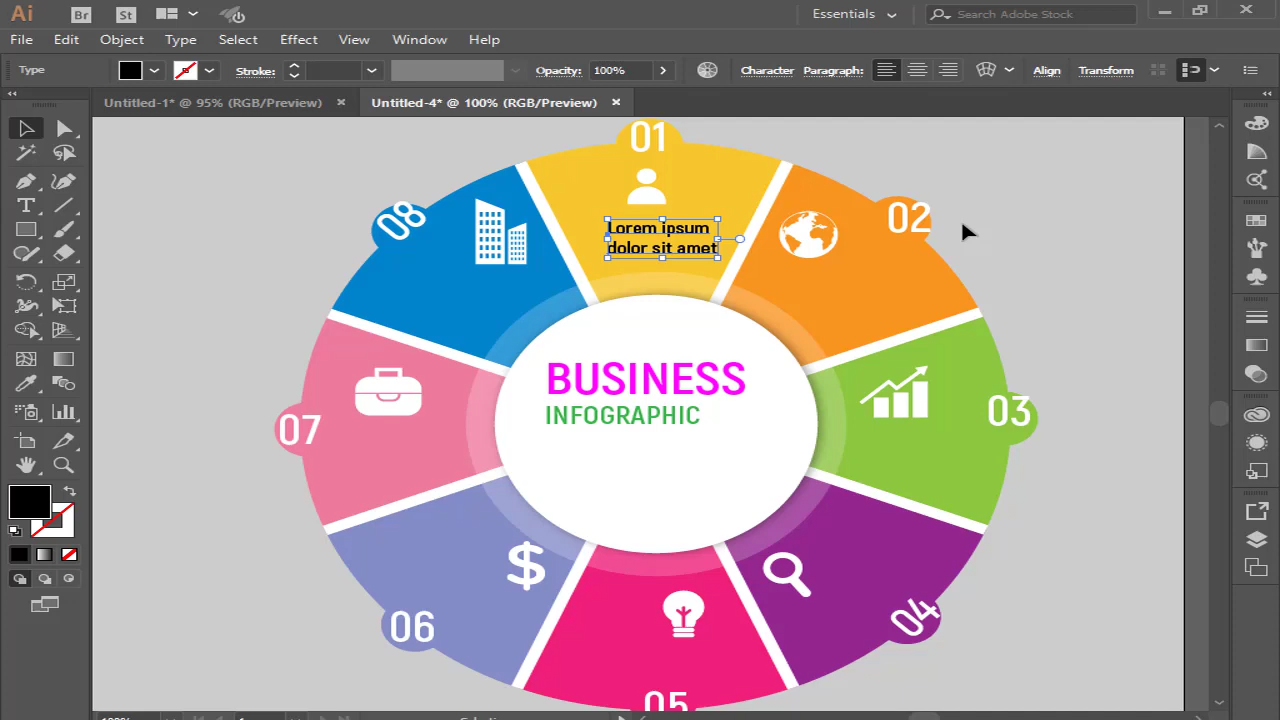 Ai Br St Essentials Search Adobe Stock
File Edit Object Type Select Effect View Window Help
Type Stroke: Opacity: 100% Character Paragraph: Align Transform
Untitled-1* @ 95% (RGB/Preview) × Untitled-4* @ 100% (RGB/Preview) ×
01
02
03
04
05
06
07
08
Lorem ipsum
dolor sit amet
$
BUSINESS
INFOGRAPHIC
100%
Selection